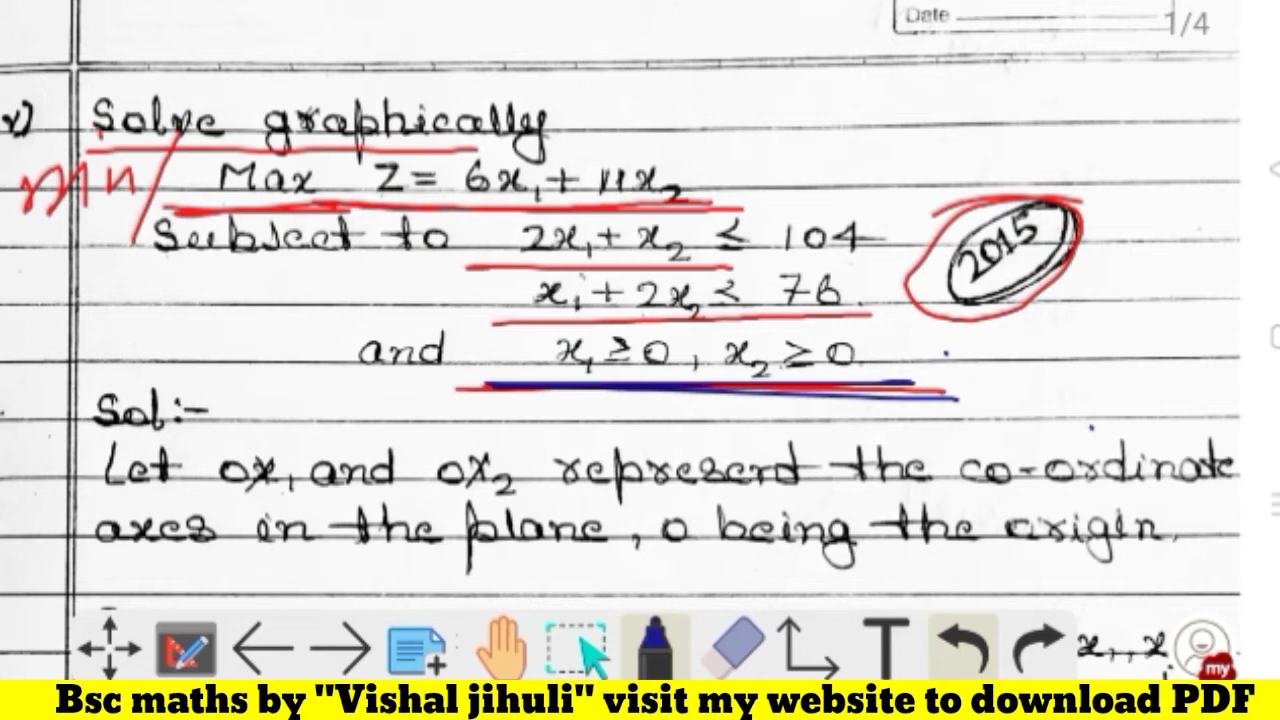 Date
1/4
v) Solve graphically
Min/ Max Z = 6x₁ + 11x₂
Subject to 2x₁ + x₂ ≤ 104
2015
x₁ + 2x₂ ≤ 76
and x₁ ≥ 0, x₂ ≥ 0
Sol:-
Let ox₁ and ox₂ represent the co-ordinate
axes in the plane, o being the origin.
T
my
Bsc maths by "Vishal jihuli" visit my website to download PDF